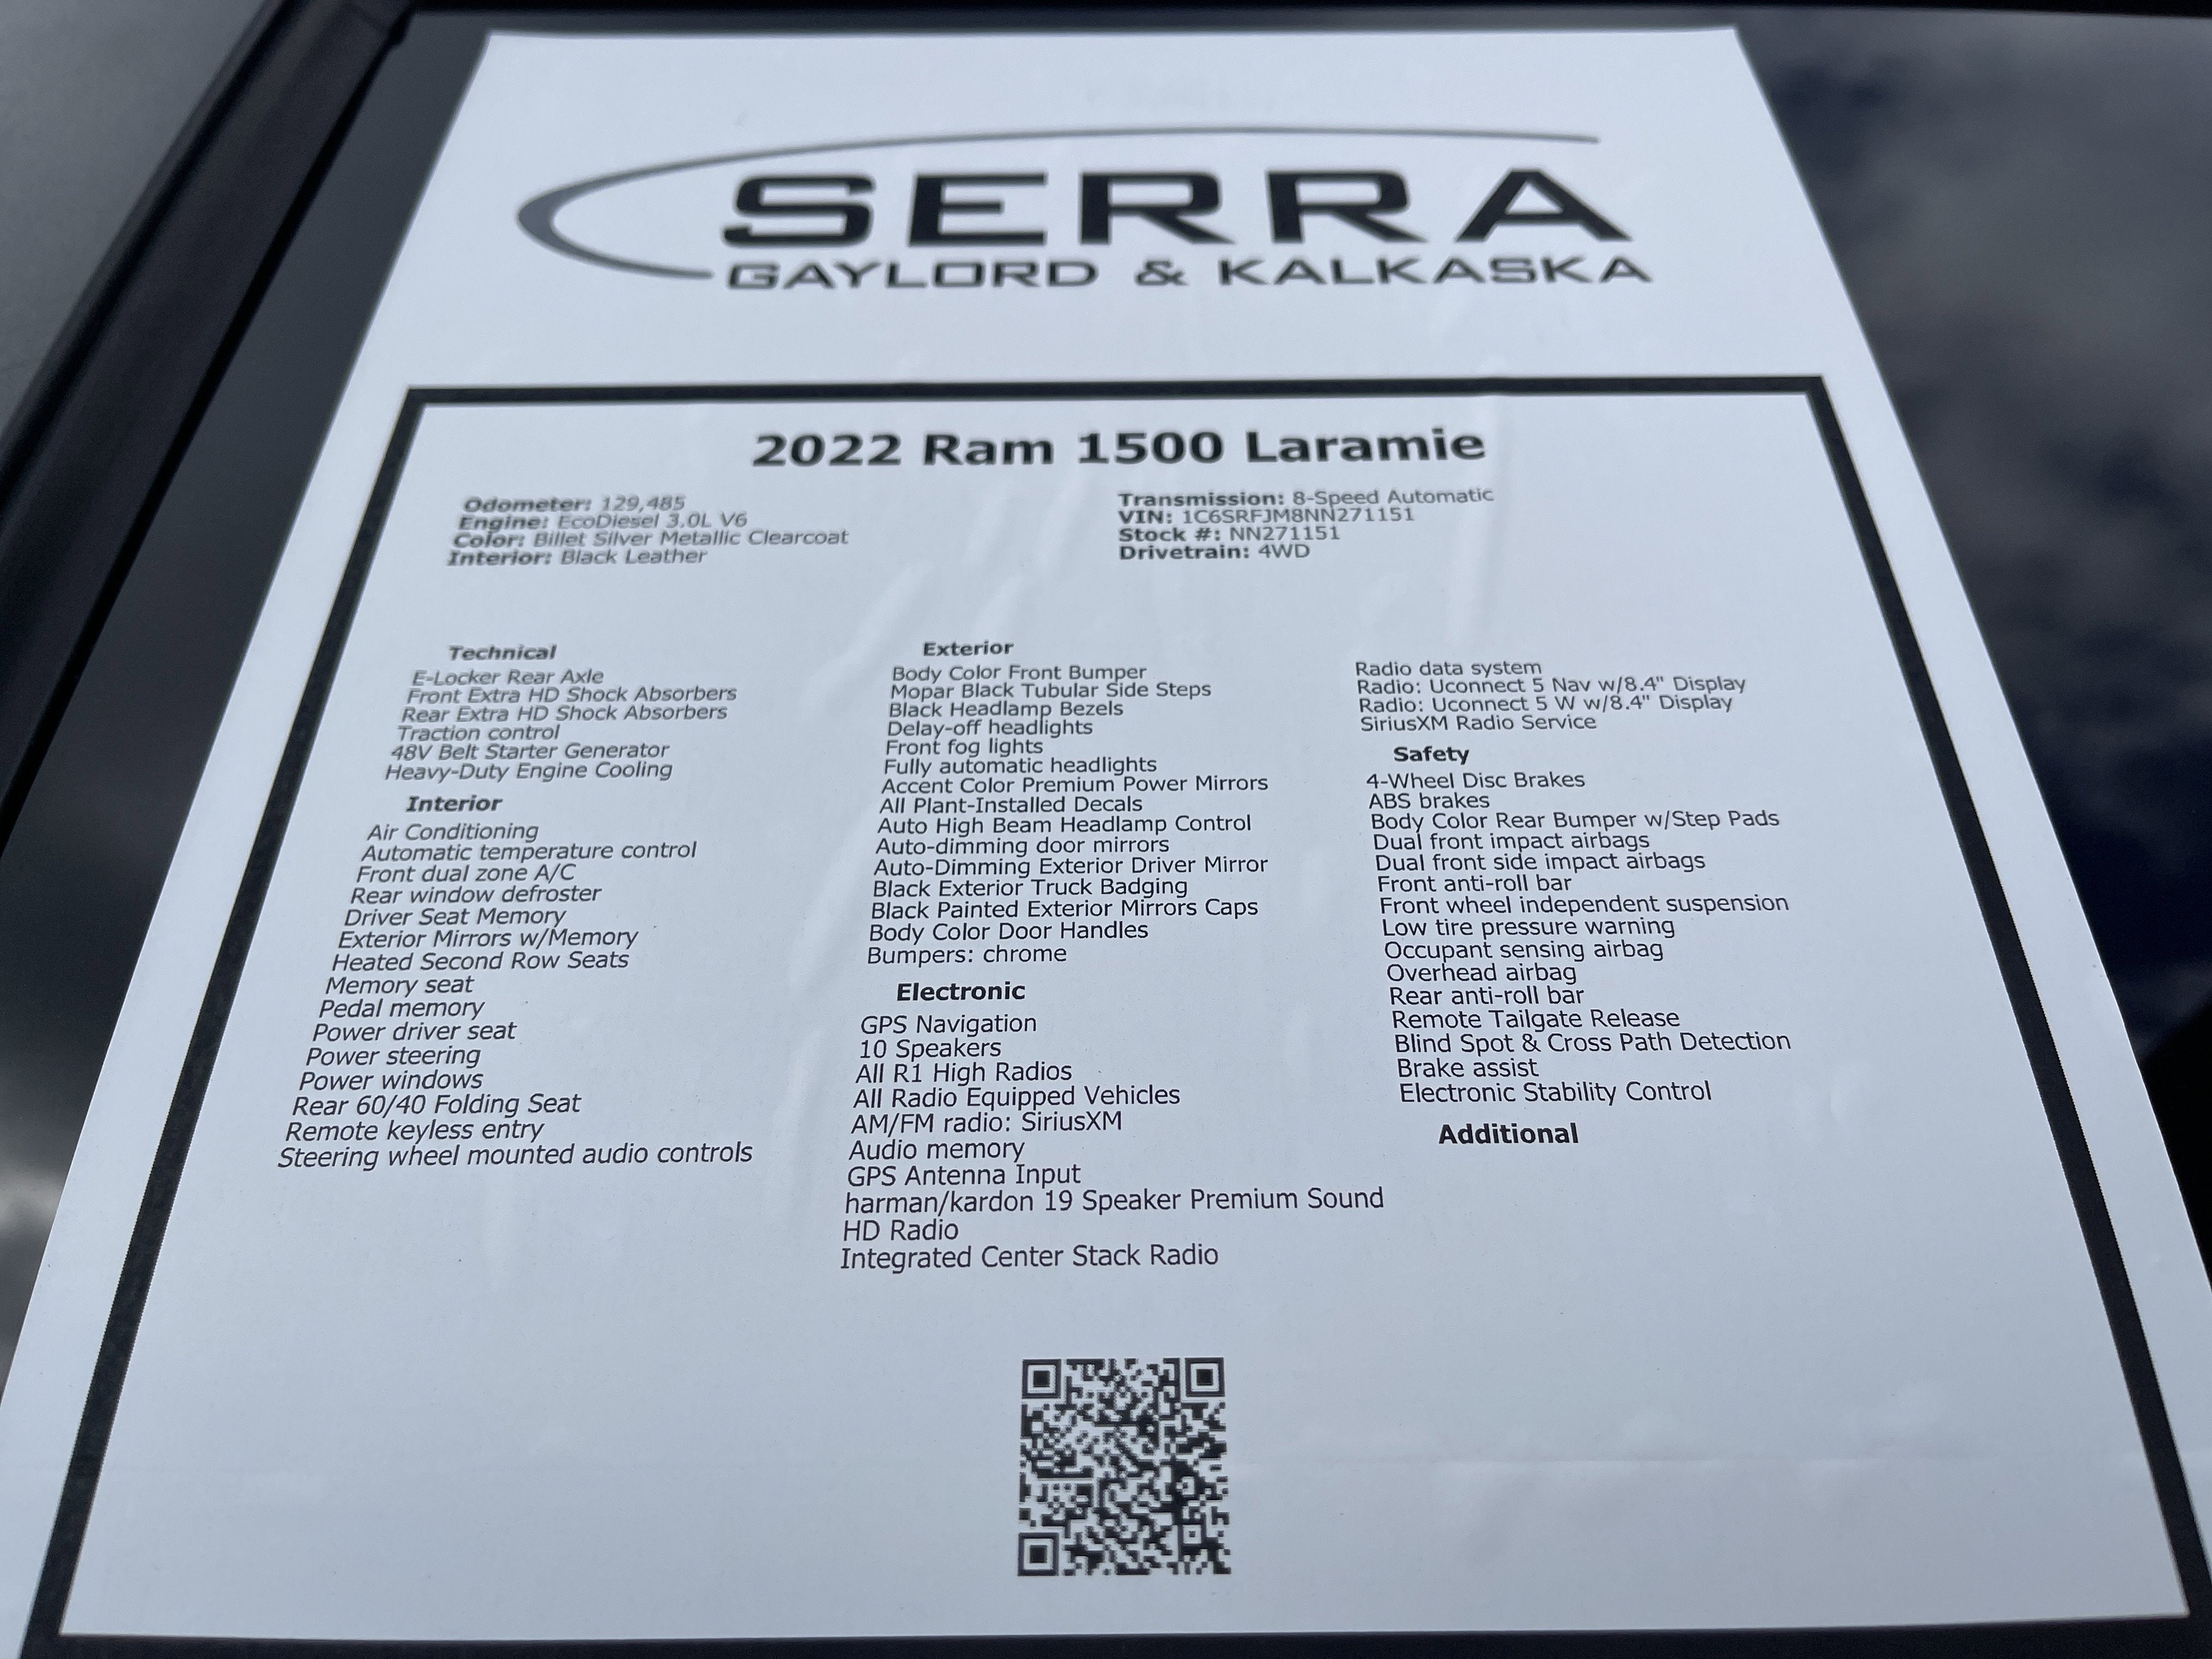 SERRA
GAYLORD & KALKASKA
2022 Ram 1500 Laramie
Odometer: 129,485
Engine: EcoDiesel 3.0L V6
Color: Billet Silver Metallic Clearcoat
Interior: Black Leather
Transmission: 8-Speed Automatic
VIN: 1C6SRFJM8NN271151
Stock #: NN271151
Drivetrain: 4WD
Technical
E-Locker Rear Axle
Front Extra HD Shock Absorbers
Rear Extra HD Shock Absorbers
Traction control
48V Belt Starter Generator
Heavy-Duty Engine Cooling
Interior
Air Conditioning
Automatic temperature control
Front dual zone A/C
Rear window defroster
Driver Seat Memory
Exterior Mirrors w/Memory
Heated Second Row Seats
Memory seat
Pedal memory
Power driver seat
Power steering
Power windows
Rear 60/40 Folding Seat
Remote keyless entry
Steering wheel mounted audio controls
Exterior
Body Color Front Bumper
Mopar Black Tubular Side Steps
Black Headlamp Bezels
Delay-off headlights
Front fog lights
Fully automatic headlights
Accent Color Premium Power Mirrors
All Plant-Installed Decals
Auto High Beam Headlamp Control
Auto-dimming door mirrors
Auto-Dimming Exterior Driver Mirror
Black Exterior Truck Badging
Black Painted Exterior Mirrors Caps
Body Color Door Handles
Bumpers: chrome
Electronic
GPS Navigation
10 Speakers
All R1 High Radios
All Radio Equipped Vehicles
AM/FM radio: SiriusXM
Audio memory
GPS Antenna Input
harman/kardon 19 Speaker Premium Sound
HD Radio
Integrated Center Stack Radio
Radio data system
Radio: Uconnect 5 Nav w/8.4" Display
Radio: Uconnect 5 W w/8.4" Display
SiriusXM Radio Service
Safety
4-Wheel Disc Brakes
ABS brakes
Body Color Rear Bumper w/Step Pads
Dual front impact airbags
Dual front side impact airbags
Front anti-roll bar
Front wheel independent suspension
Low tire pressure warning
Occupant sensing airbag
Overhead airbag
Rear anti-roll bar
Remote Tailgate Release
Blind Spot & Cross Path Detection
Brake assist
Electronic Stability Control
Additional